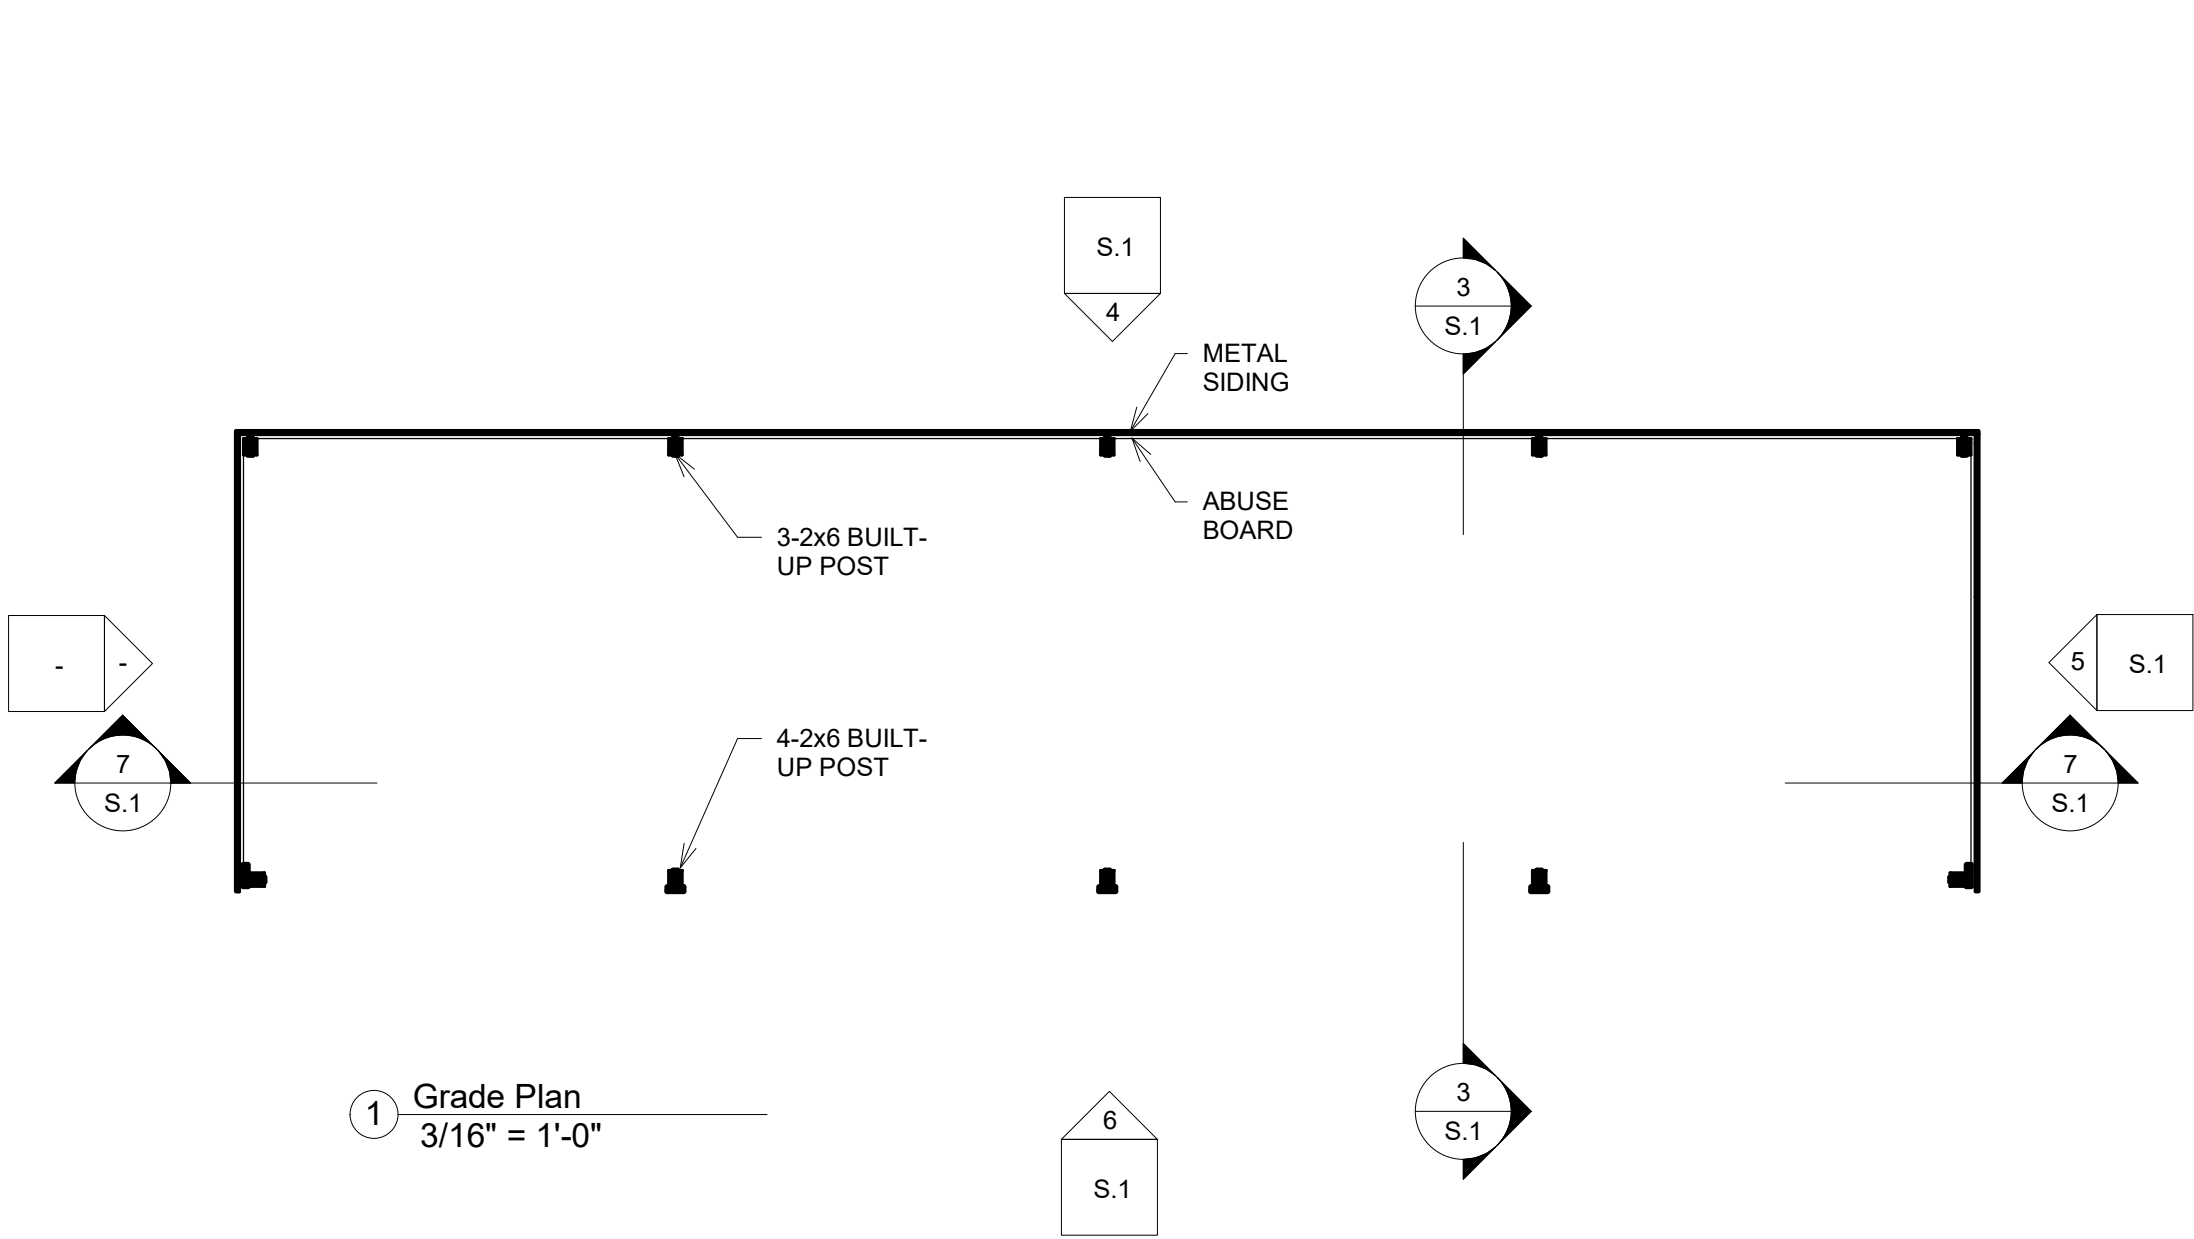 S.1
4
3
S.1
METAL
SIDING
ABUSE
BOARD
3-2x6 BUILT-
UP POST
-
-
5
S.1
4-2x6 BUILT-
UP POST
7
S.1
7
S.1
1
Grade Plan
3/16" = 1'-0"
6
S.1
3
S.1